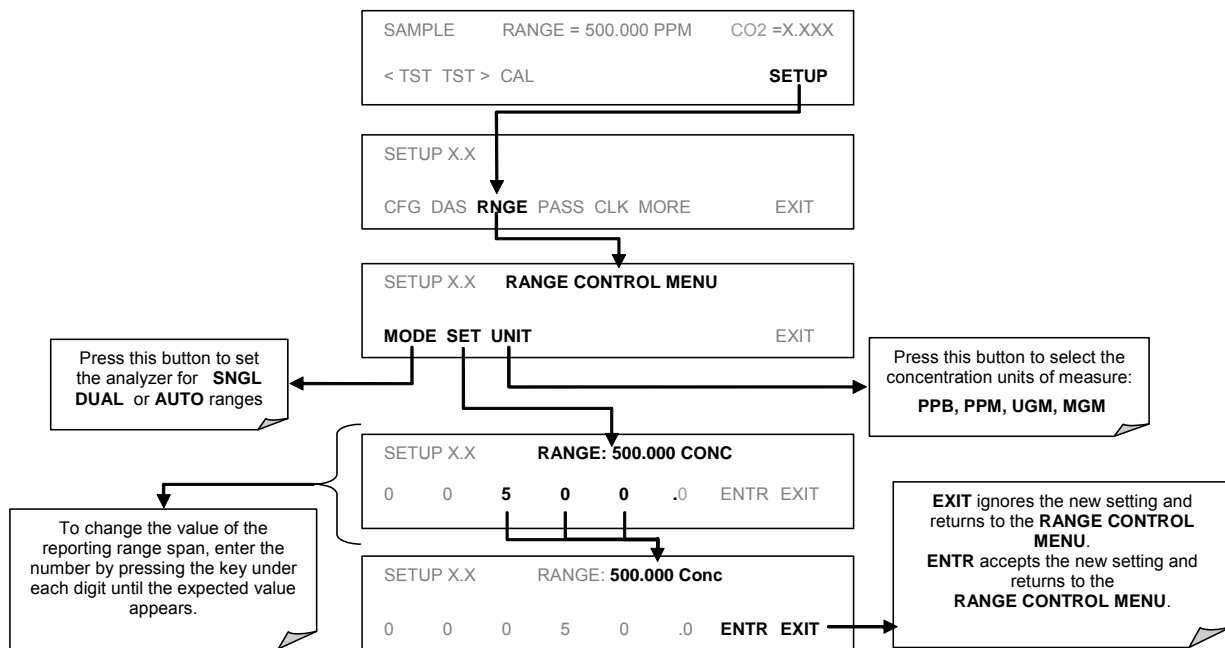 SAMPLE RANGE = 500.000 PPM CO2 =X.XXX
< TST TST > CAL SETUP
SETUP X.X
CFG DAS RNGE PASS CLK MORE EXIT
SETUP X.X RANGE CONTROL MENU
MODE SET UNIT EXIT
Press this button to set
the analyzer for SNGL
DUAL or AUTO ranges
Press this button to select the
concentration units of measure:
PPB, PPM, UGM, MGM
SETUP X.X RANGE: 500.000 CONC
0 0 5 0 0 .0 ENTR EXIT
To change the value of the
reporting range span, enter the
number by pressing the key under
each digit until the expected value
appears.
EXIT ignores the new setting and
returns to the RANGE CONTROL
MENU.
ENTR accepts the new setting and
returns to the
RANGE CONTROL MENU.
SETUP X.X RANGE: 500.000 Conc
0 0 0 5 0 .0 ENTR EXIT